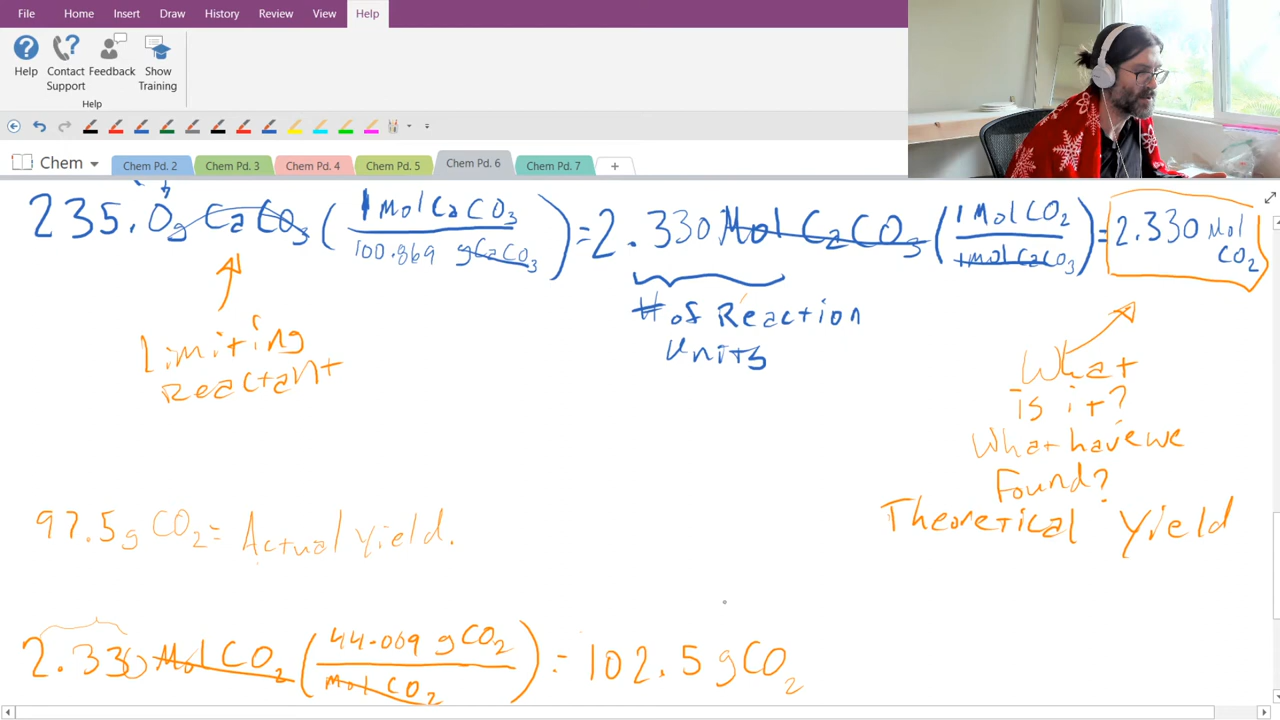 File Home Insert Draw History Review View Help
Help Contact Support Feedback Show Training
Help
Chem Chem Pd. 2 Chem Pd. 3 Chem Pd. 4 Chem Pd. 5 Chem Pd. 6 Chem Pd. 7 +
235.0g CaCO3 (1 Mol CaCO3 / 100.869 gCaCO3) = 2.330 Mol CaCO3 (1 Mol CO2 / 1 mol CaCO3) = 2.330 Mol CO2
# of Reaction
Units
Limiting
Reactant
What
is it?
What have we
Found?
Theoretical Yield
97.5g CO2 = Actual Yield.
2.330 Mol CO2 (44.009 gCO2 / mol CO2) = 102.5 gCO2